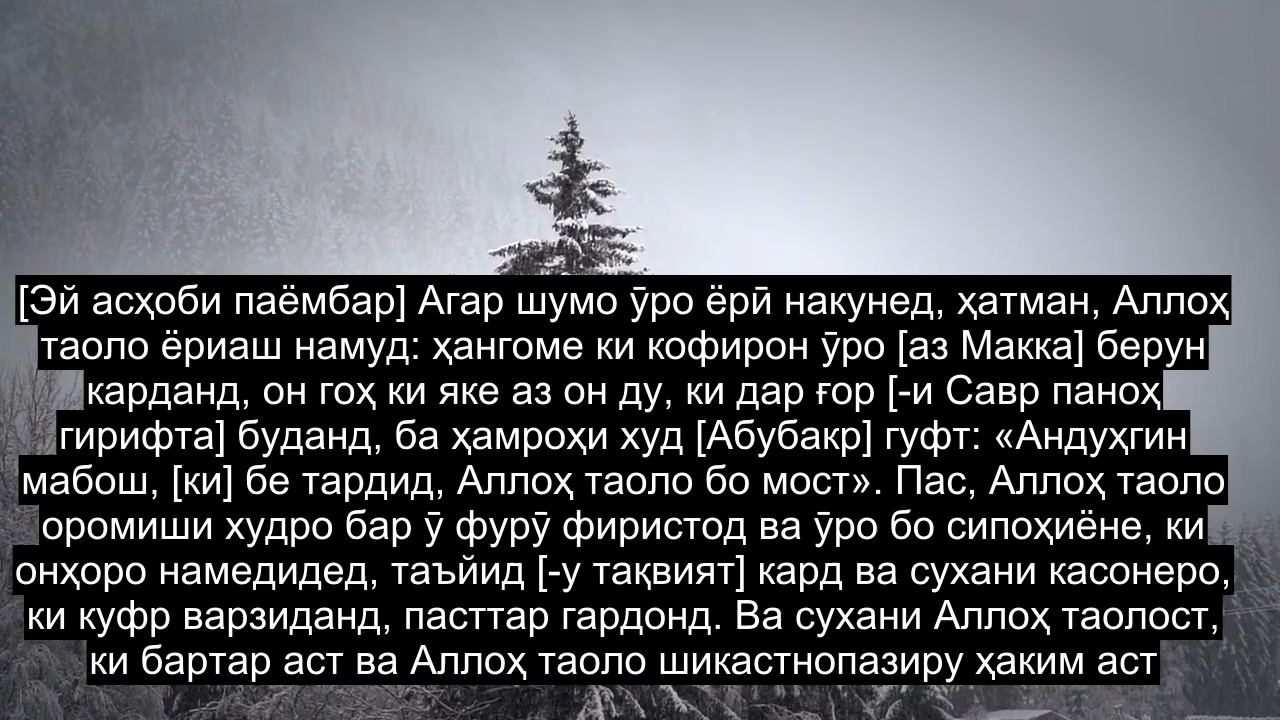 [Эй асҳоби паёмбар] Агар шумо ӯро ёрӣ накунед, ҳатман, Аллоҳ
таоло ёриаш намуд: ҳангоме ки кофирон ӯро [аз Макка] берун
карданд, он гоҳ ки яке аз он ду, ки дар ғор [-и Савр паноҳ
гирифта] буданд, ба ҳамроҳи худ [Абубакр] гуфт: «Андуҳгин
мабош, [ки] бе тардид, Аллоҳ таоло бо мост». Пас, Аллоҳ таоло
оромиши худро бар ӯ фурӯ фиристод ва ӯро бо сипоҳиёне, ки
онҳоро намедидед, таъйид [-у тақвият] кард ва сухани касонеро,
ки куфр варзиданд, пасттар гардонд. Ва сухани Аллоҳ таолост,
ки бартар аст ва Аллоҳ таоло шикастнопазиру ҳаким аст